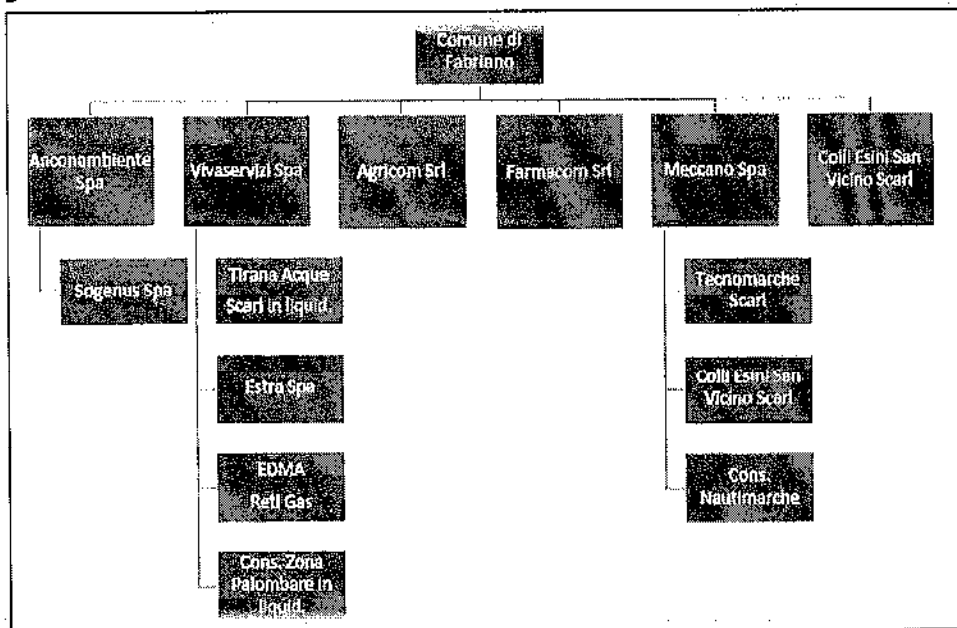 Comune di
Fabriano
Anconambiente
Spa
Vivaservizi Spa
Agricom Srl
Farmacom Srl
Meccano Spa
Colli Esini San
Vicino Scarl
Sogenus Spa
Tirana Acque
Scarl in liquid.
Estra Spa
EDMA
Reti Gas
Cons. Zona
Palombare in
liquid.
Tecnomarche
Scarl
Colli Esini San
Vicino Scarl
Cons.
Nautimarche